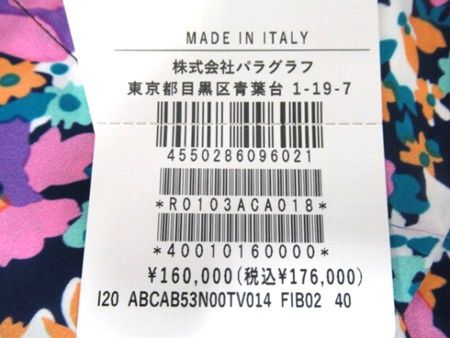 MADE IN ITALY
株式会社パラグラフ
東京都目黒区青葉台 1-19-7
4550286096021
*R0103ACA018*
*40010160000*
¥160,000(税込¥176,000)
I20 ABCAB53N00TV014 FIB02 40